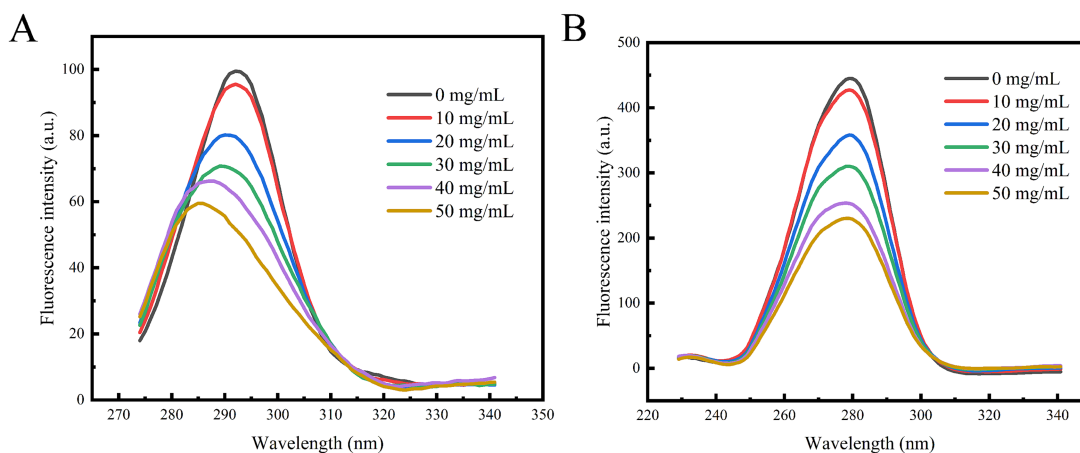 A
Fluorescence intensity (a.u.)
100
80
60
40
20
0
0 mg/mL
10 mg/mL
20 mg/mL
30 mg/mL
40 mg/mL
50 mg/mL
270 280 290 300 310 320 330 340 350
Wavelength (nm)
B
Fluorescence intensity (a.u.)
500
400
300
200
100
0
0 mg/mL
10 mg/mL
20 mg/mL
30 mg/mL
40 mg/mL
50 mg/mL
220 240 260 280 300 320 340
Wavelength (nm)